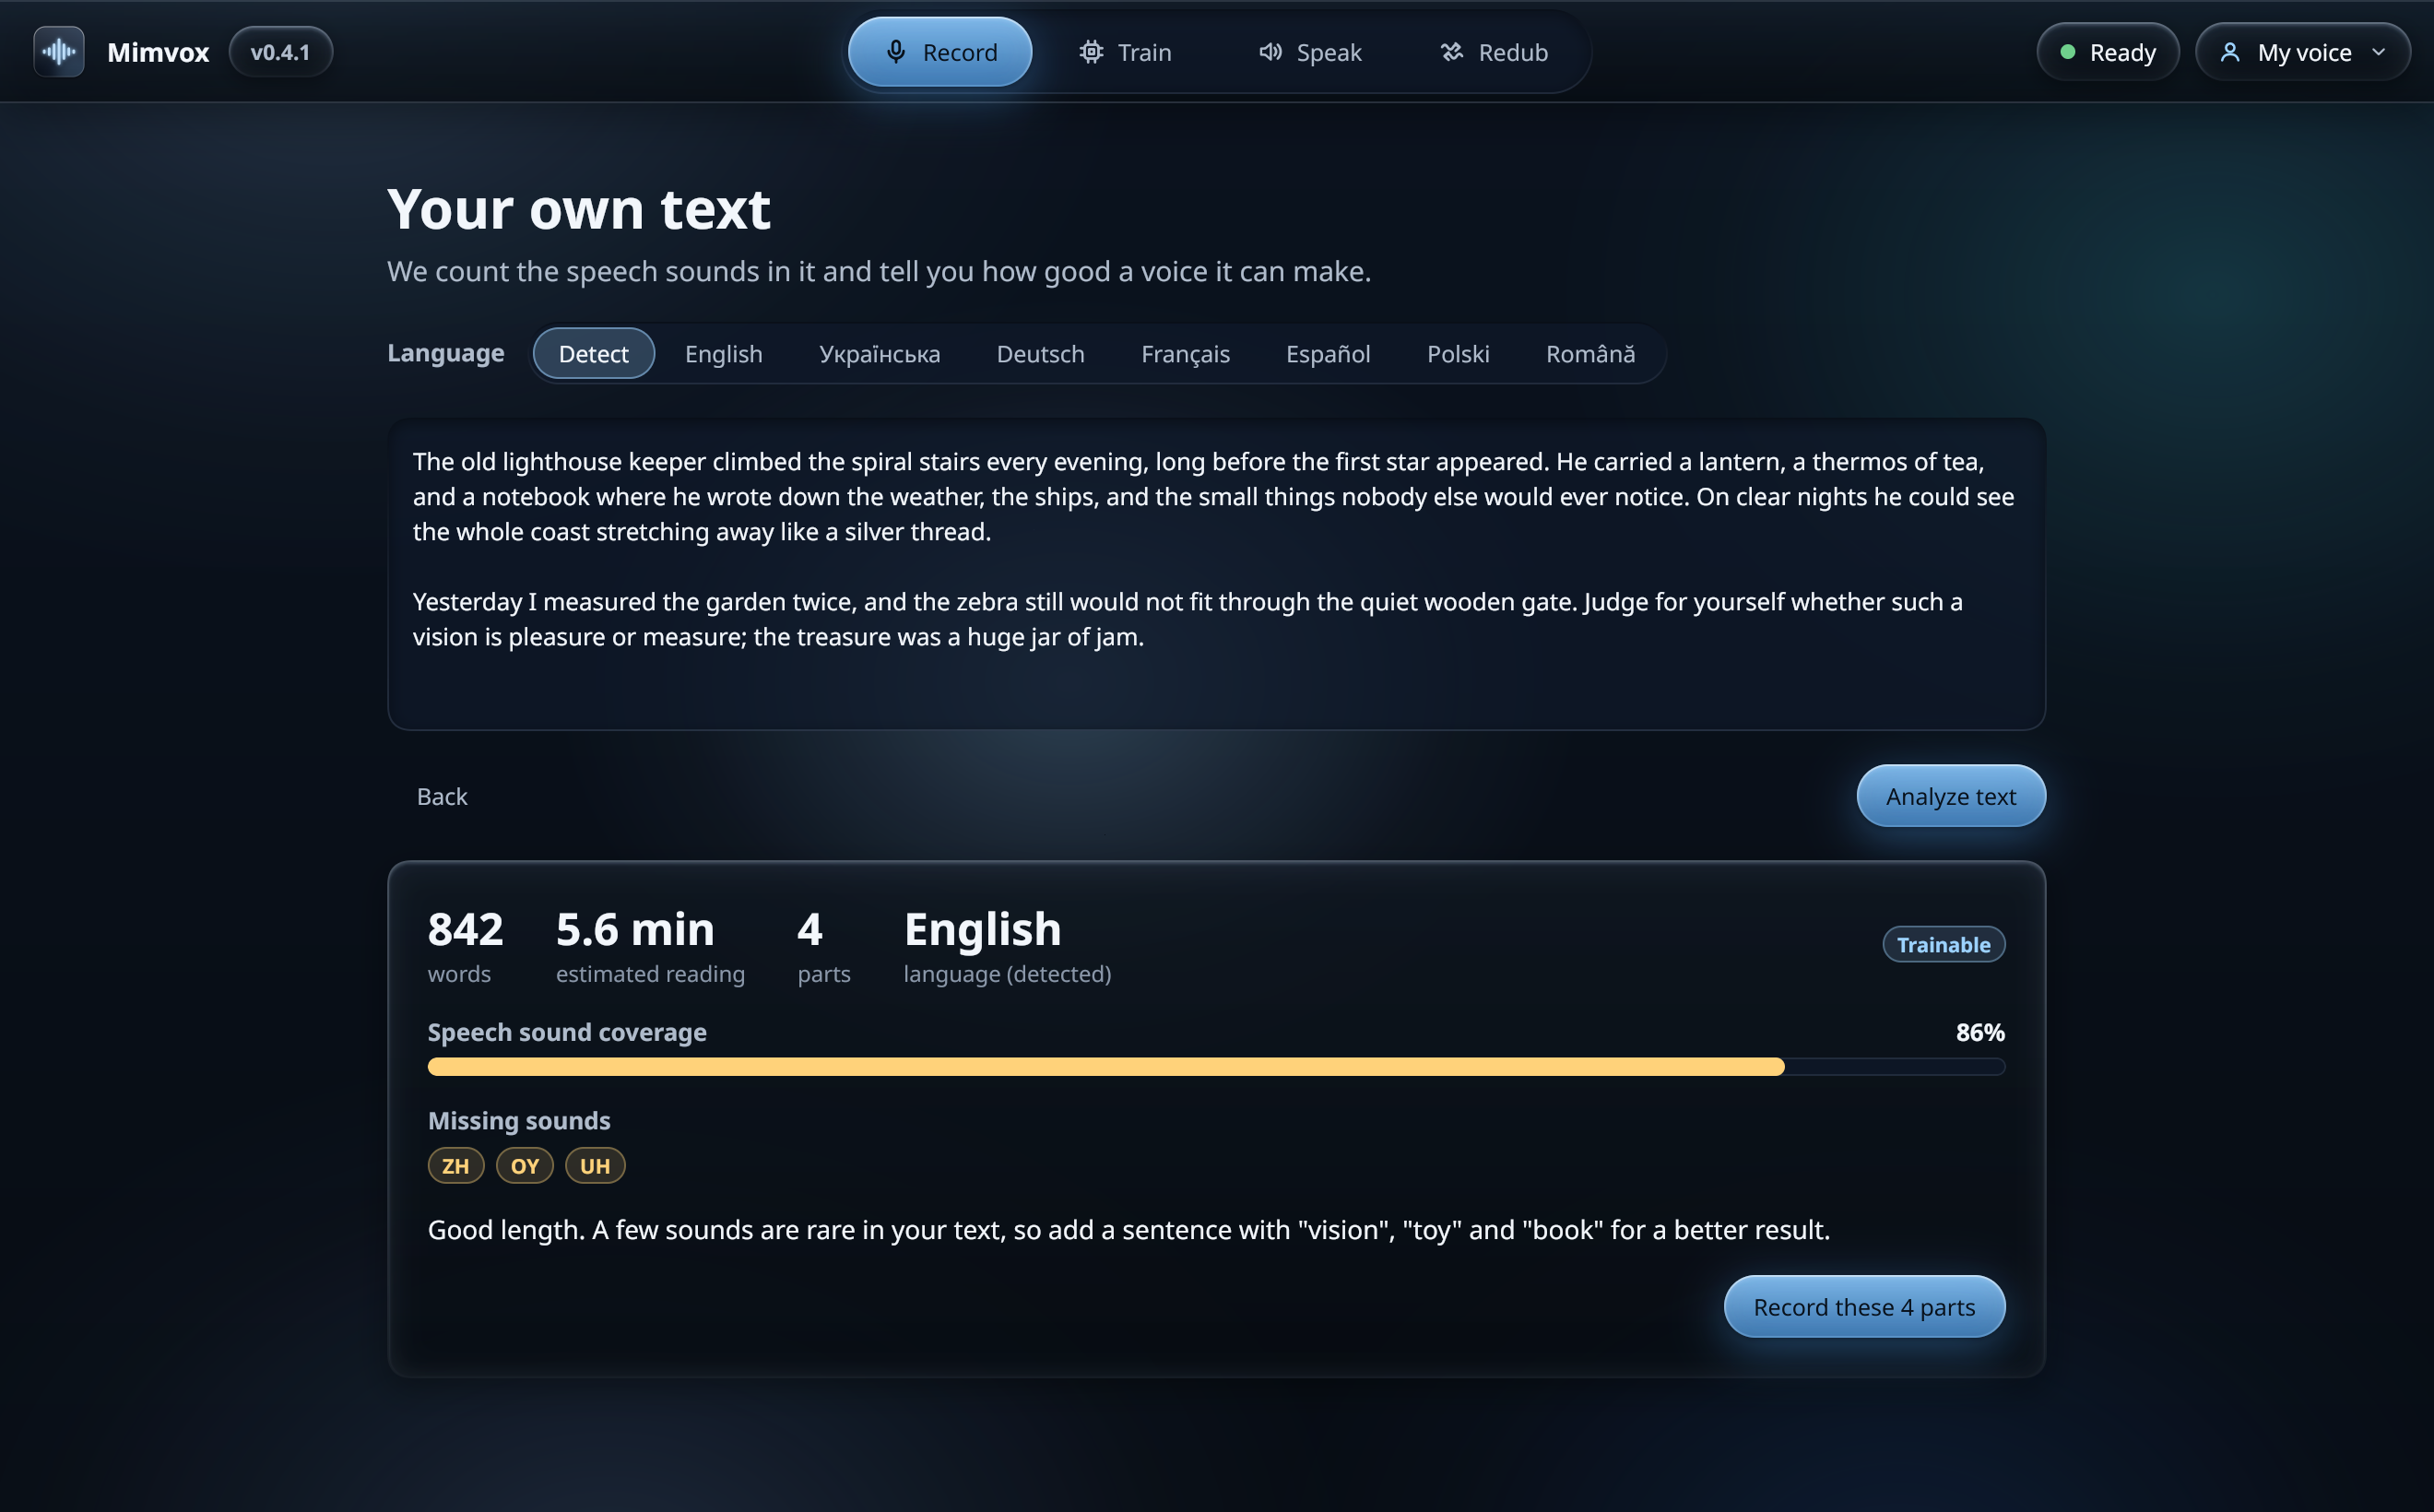 Mimvox v0.4.1 Record Train Speak Redub Ready My voice
Your own text
We count the speech sounds in it and tell you how good a voice it can make.
Language Detect English Українська Deutsch Français Español Polski Română
The old lighthouse keeper climbed the spiral stairs every evening, long before the first star appeared. He carried a lantern, a thermos of tea,
and a notebook where he wrote down the weather, the ships, and the small things nobody else would ever notice. On clear nights he could see
the whole coast stretching away like a silver thread.
Yesterday I measured the garden twice, and the zebra still would not fit through the quiet wooden gate. Judge for yourself whether such a
vision is pleasure or measure; the treasure was a huge jar of jam.
Back Analyze text
842 5.6 min 4 English
words estimated reading parts language (detected) Trainable
Speech sound coverage 86%
Missing sounds
ZH OY UH
Good length. A few sounds are rare in your text, so add a sentence with "vision", "toy" and "book" for a better result.
Record these 4 parts